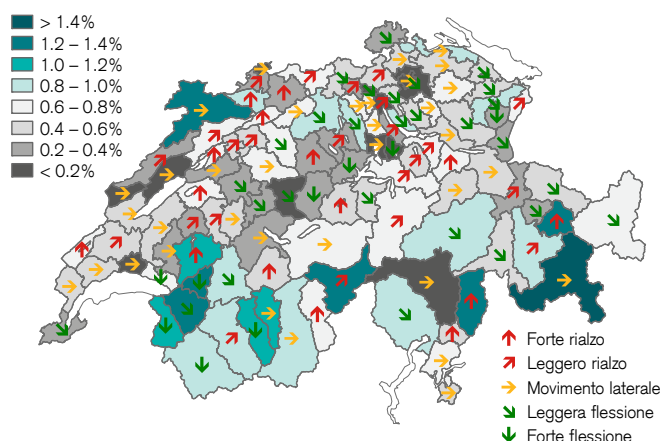 > 1.4%
1.2 – 1.4%
1.0 – 1.2%
0.8 – 1.0%
0.6 – 0.8%
0.4 – 0.6%
0.2 – 0.4%
< 0.2%
Forte rialzo
Leggero rialzo
Movimento laterale
Leggera flessione
Forte flessione